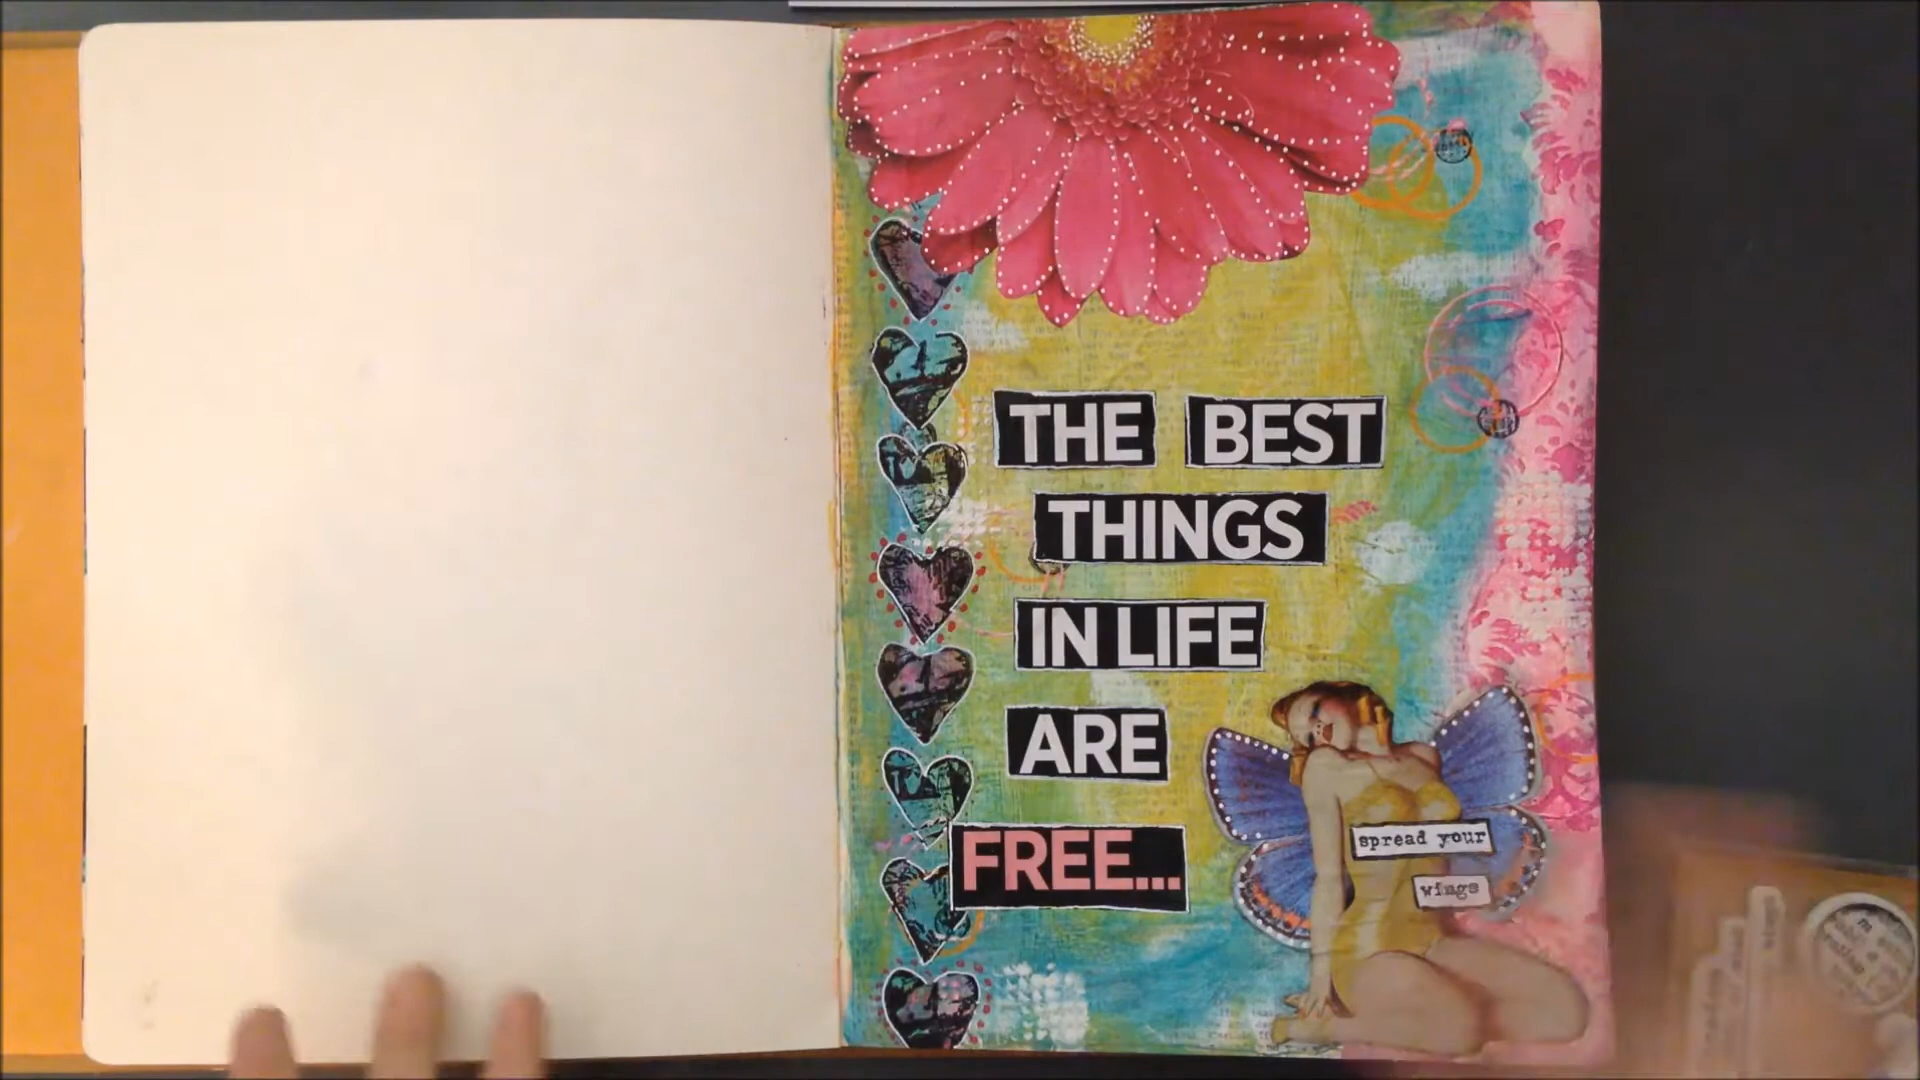 THE BEST
THINGS
IN LIFE
ARE
FREE...
spread your
wings